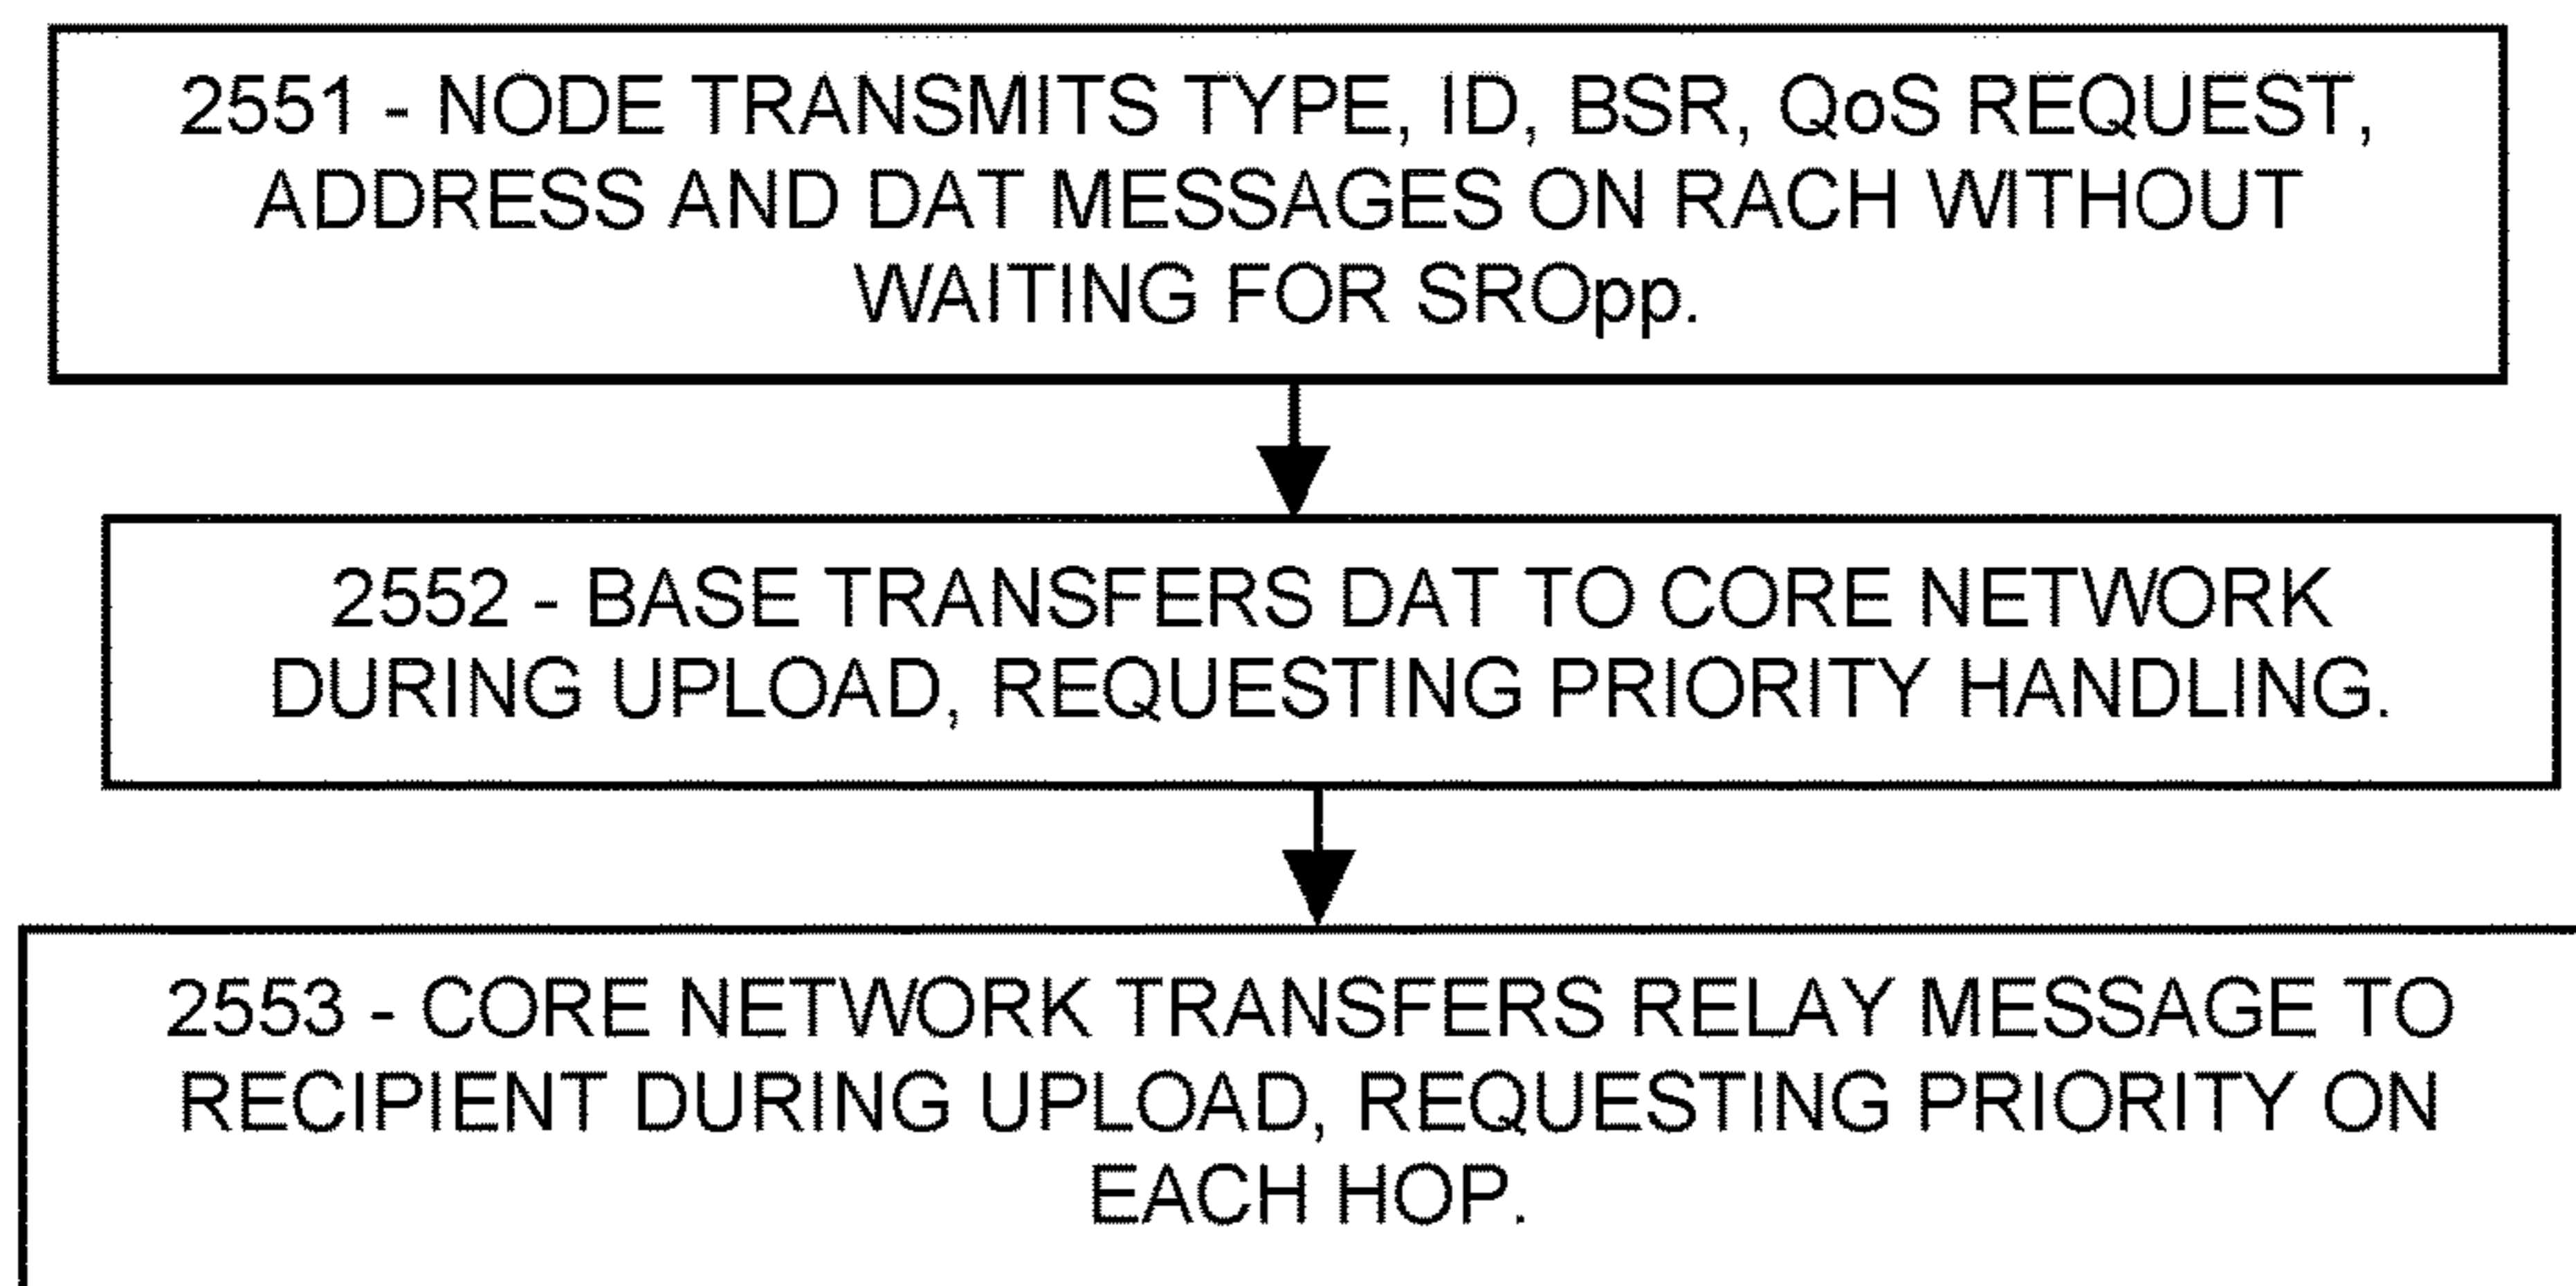 2551 - NODE TRANSMITS TYPE, ID, BSR, QoS REQUEST,
ADDRESS AND DAT MESSAGES ON RACH WITHOUT
WAITING FOR SROpp.
2552 - BASE TRANSFERS DAT TO CORE NETWORK
DURING UPLOAD, REQUESTING PRIORITY HANDLING.
2553 - CORE NETWORK TRANSFERS RELAY MESSAGE TO
RECIPIENT DURING UPLOAD, REQUESTING PRIORITY ON
EACH HOP.